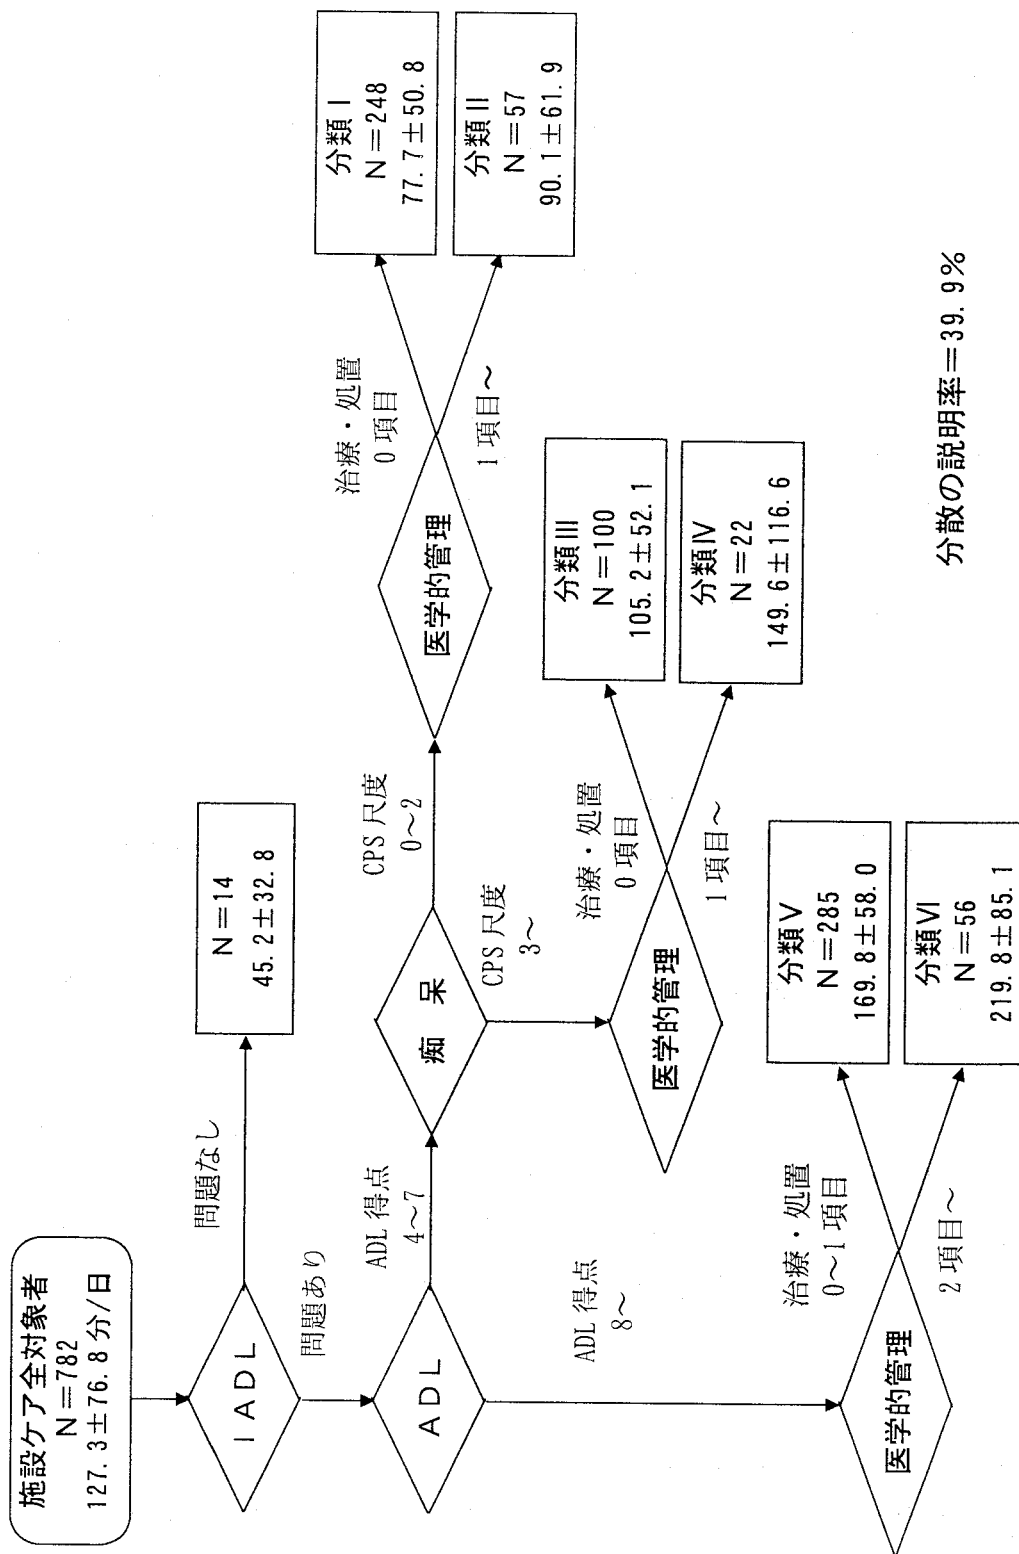 施設ケア全対象者
N＝782
127.3±76.8分/日
ＩＡＤＬ
問題なし
N＝14
45.2±32.8
問題あり
ＡＤＬ
ADL得点
4～7
痴　呆
CPS尺度
0～2
医学的管理
治療・処置
0項目
分類Ⅰ
N＝248
77.7±50.8
1項目～
分類Ⅱ
N＝57
90.1±61.9
CPS尺度
3～
医学的管理
治療・処置
0項目
分類Ⅲ
N＝100
105.2±52.1
1項目～
分類Ⅳ
N＝22
149.6±116.6
ADL得点
8～
医学的管理
治療・処置
0～1項目
分類Ⅴ
N＝285
169.8±58.0
2項目～
分類Ⅵ
N＝56
219.8±85.1
分散の説明率＝39.9％